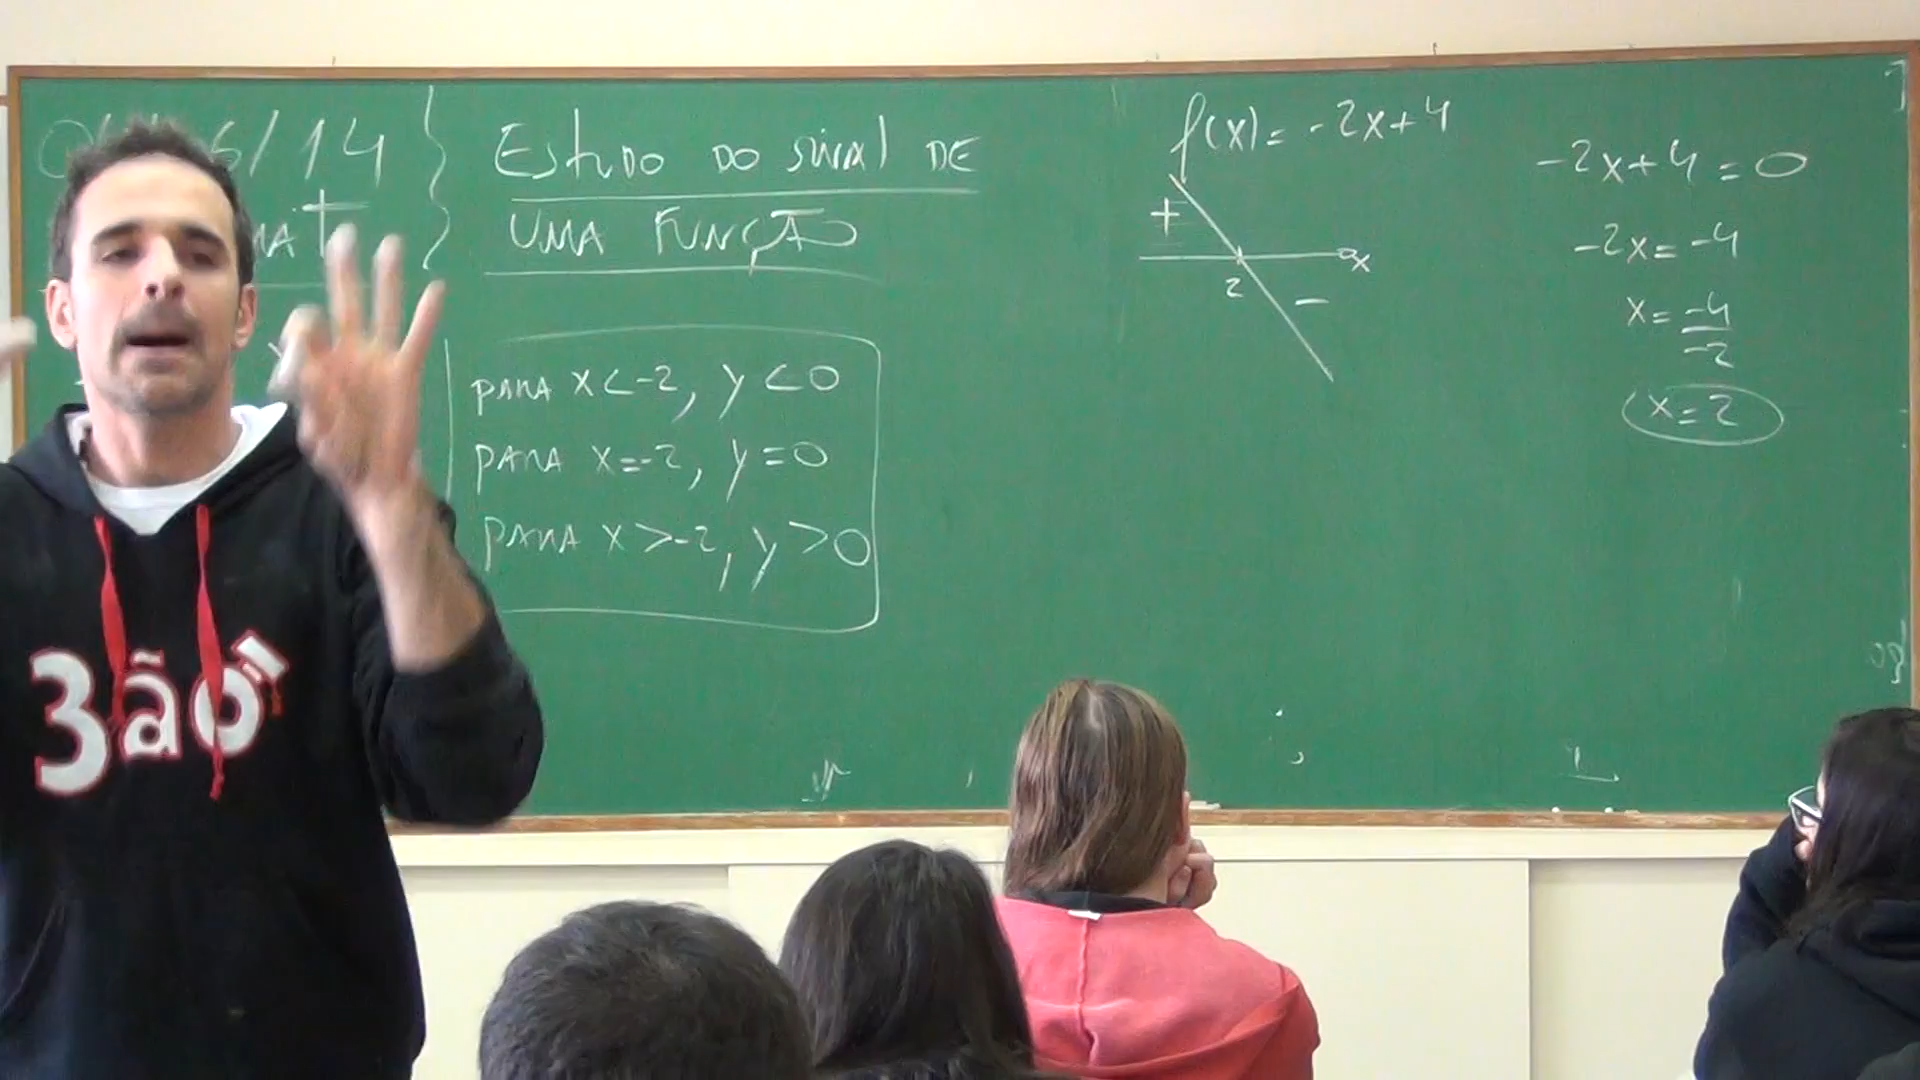 6/14
MAT
Estudo do sinal de
uma função
para x<-2, y<0
para x=-2, y=0
para x>-2, y>0
f(x)= -2x+4
+
x
2
-
-2x+4=0
-2x=-4
x=-4
-2
x=2
3ão